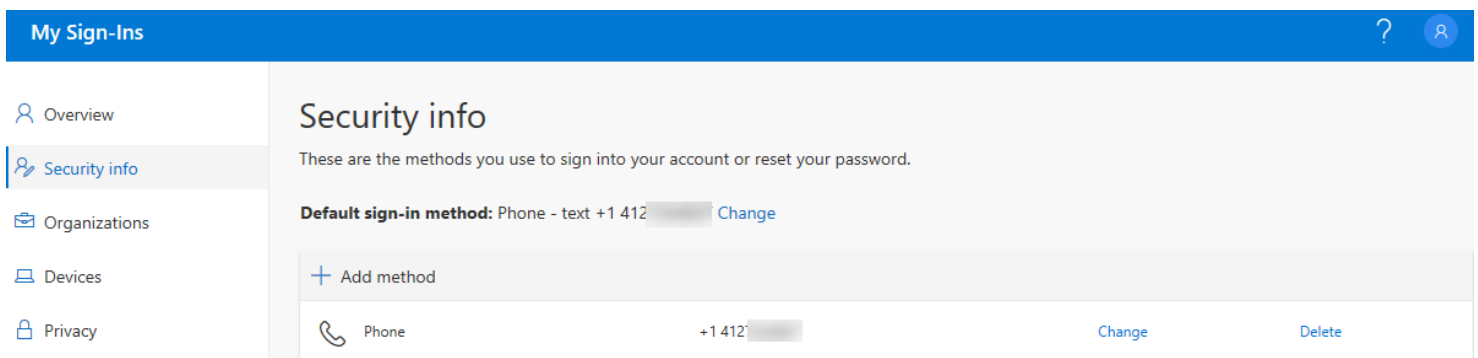 My Sign-Ins
?
Overview
Security info
Organizations
Devices
Privacy
Security info
These are the methods you use to sign into your account or reset your password.
Default sign-in method: Phone - text +1 412 Change
Add method
Phone +1 412 Change Delete